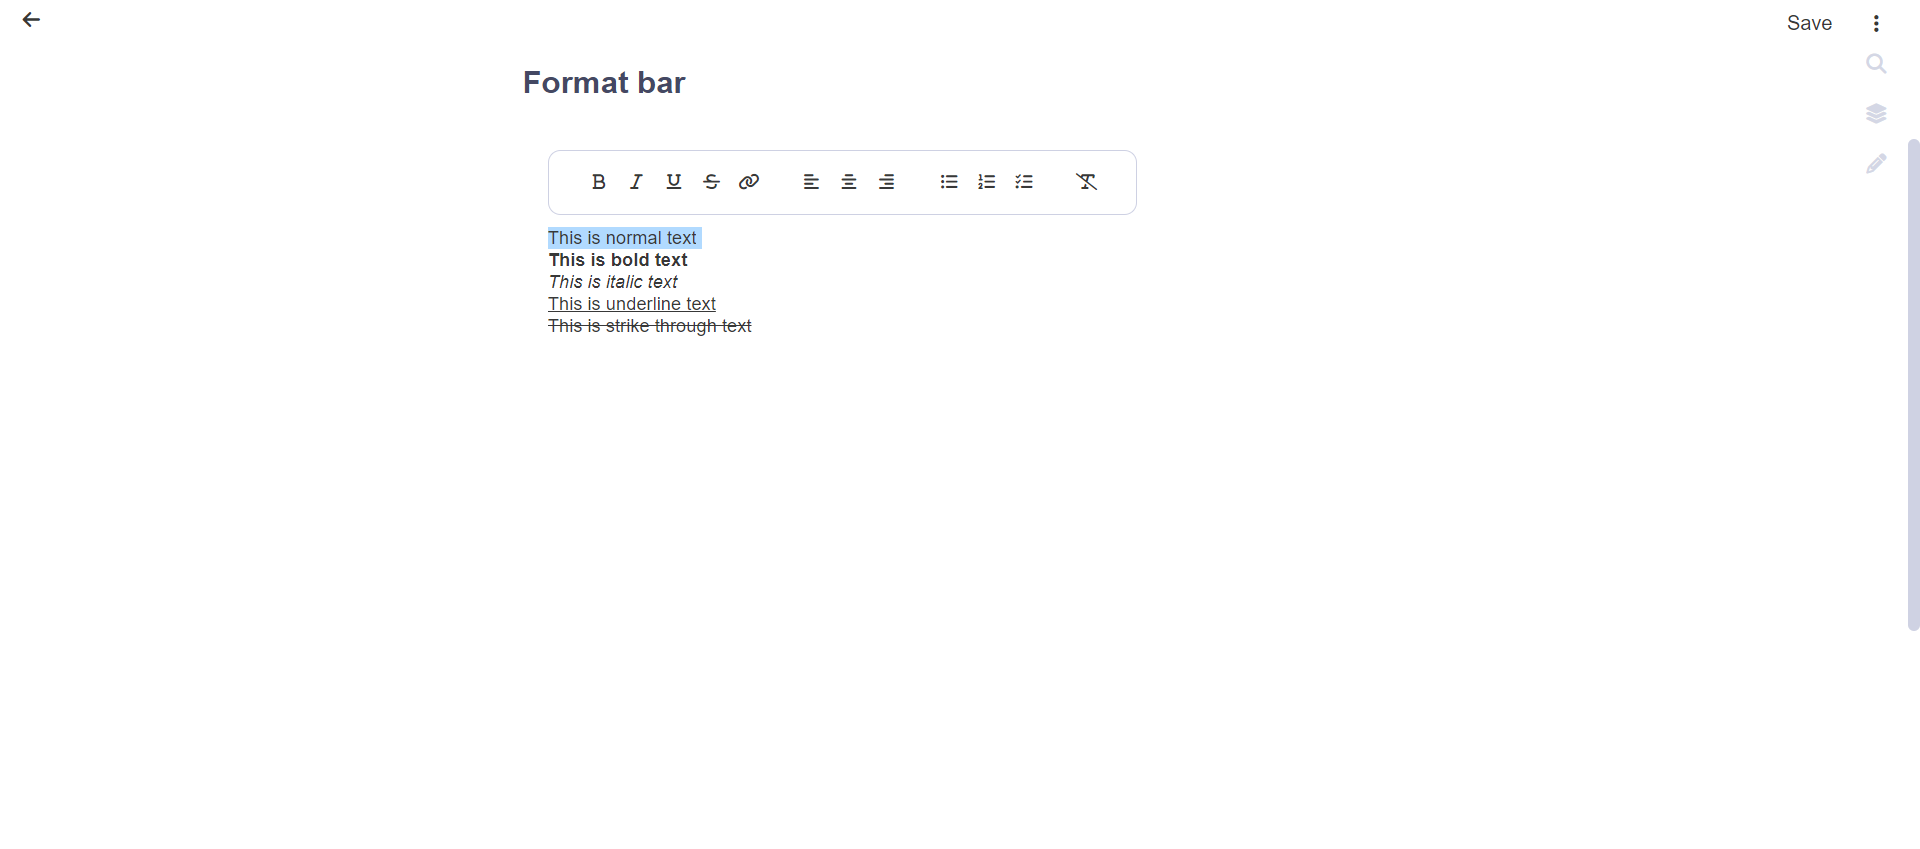 Save
Format bar
This is normal text
This is bold text
This is italic text
This is underline text
This is strike through text